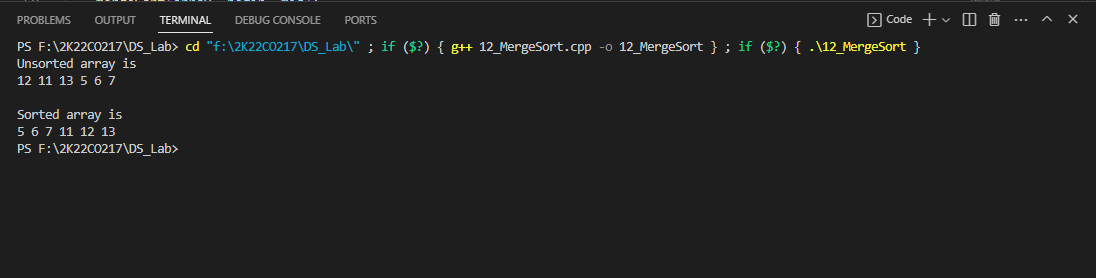 PROBLEMS OUTPUT TERMINAL DEBUG CONSOLE PORTS Code
PS F:\2K22CO217\DS_Lab> cd "f:\2K22CO217\DS_Lab\" ; if ($?) { g++ 12_MergeSort.cpp -o 12_MergeSort } ; if ($?) { .\12_MergeSort }
Unsorted array is
12 11 13 5 6 7
Sorted array is
5 6 7 11 12 13
PS F:\2K22CO217\DS_Lab>